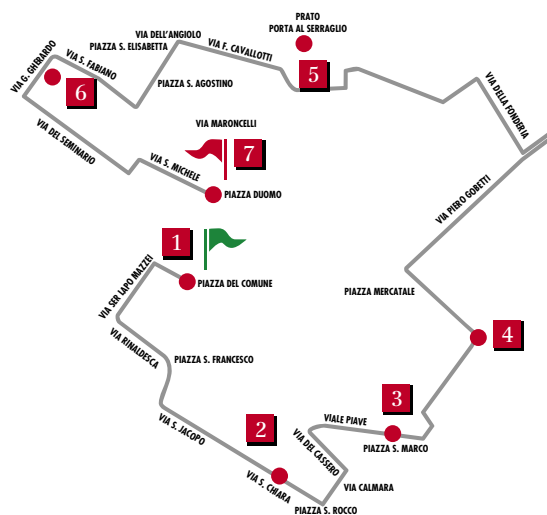 PRATO
PORTA AL SERRAGLIO
VIA DELL'ANGIOLO
PIAZZA S. ELISABETTA
VIA F. CAVALLOTTI
VIA G. GHERARDO
VIA S. FABIANO
5
6
PIAZZA S. AGOSTINO
VIA DELLA FONDERIA
VIA DEL SEMINARIO
VIA MARONCELLI
7
VIA S. MICHELE
PIAZZA DUOMO
VIA PIERO GOBETTI
1
PIAZZA DEL COMUNE
VIA SER LAPO MAZZEI
PIAZZA MERCATALE
VIA RINALDESCA
PIAZZA S. FRANCESCO
4
3
VIALE PIAVE
PIAZZA S. MARCO
VIA S. JACOPO
2
VIA DEL CASSERO
VIA S. CHIARA
VIA CALMARA
PIAZZA S. ROCCO